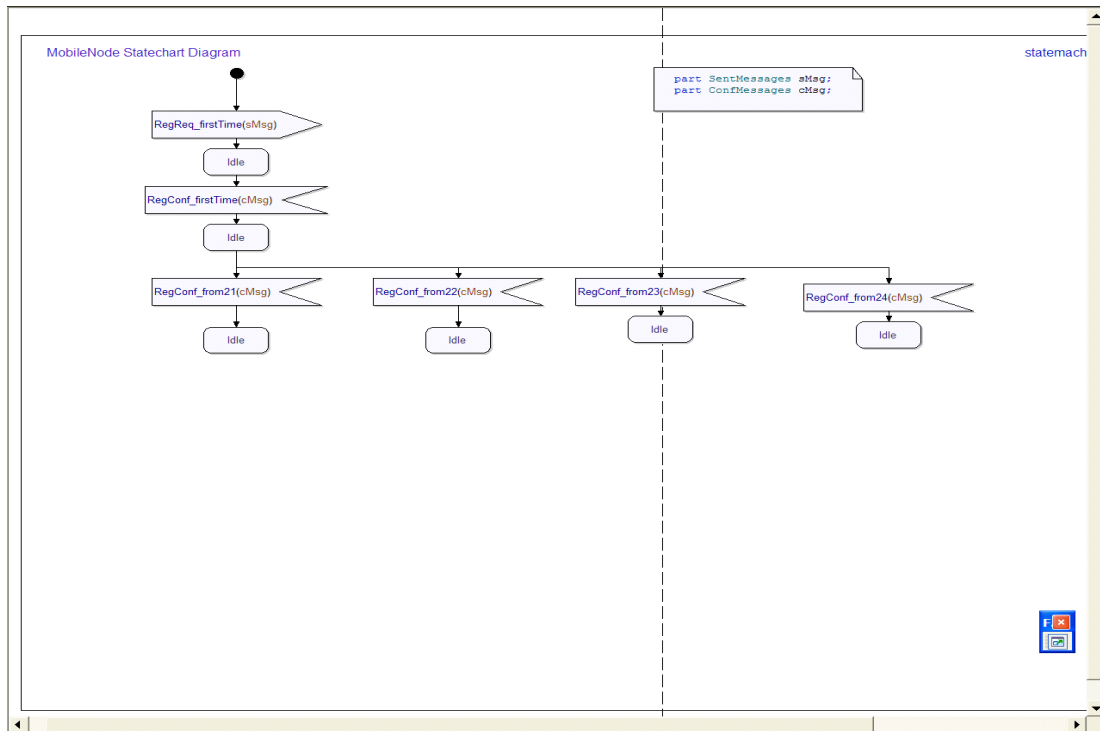 MobileNode Statechart Diagram
statemach
part SentMessages sMsg;
part ConfMessages cMsg;
RegReq_firstTime(sMsg)
Idle
RegConf_firstTime(cMsg)
Idle
RegConf_from21(cMsg)
RegConf_from22(cMsg)
RegConf_from23(cMsg)
RegConf_from24(cMsg)
Idle
Idle
Idle
Idle
F